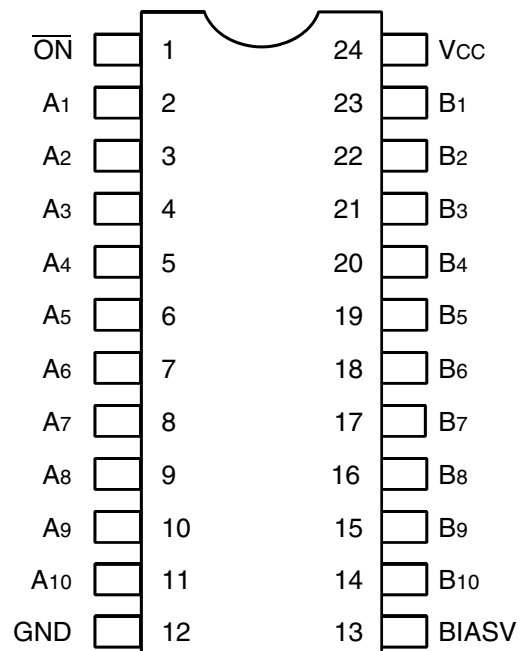 O̅N̅ 1 24 VCC
A1 2 23 B1
A2 3 22 B2
A3 4 21 B3
A4 5 20 B4
A5 6 19 B5
A6 7 18 B6
A7 8 17 B7
A8 9 16 B8
A9 10 15 B9
A10 11 14 B10
GND 12 13 BIASV